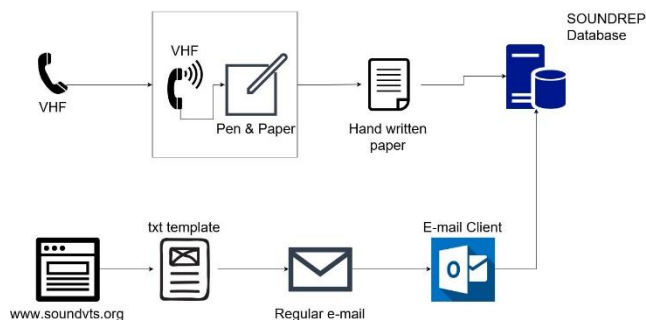 SOUNDREP
Database
VHF
VHF
Pen & Paper
Hand written
paper
txt template
E-mail Client
www.soundvts.org
Regular e-mail